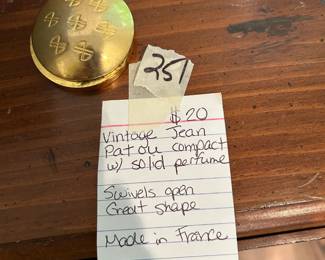 251
$20
Vintage Jean
Patou compact
w/ solid perfume
Swivels open
Great shape
Made in France